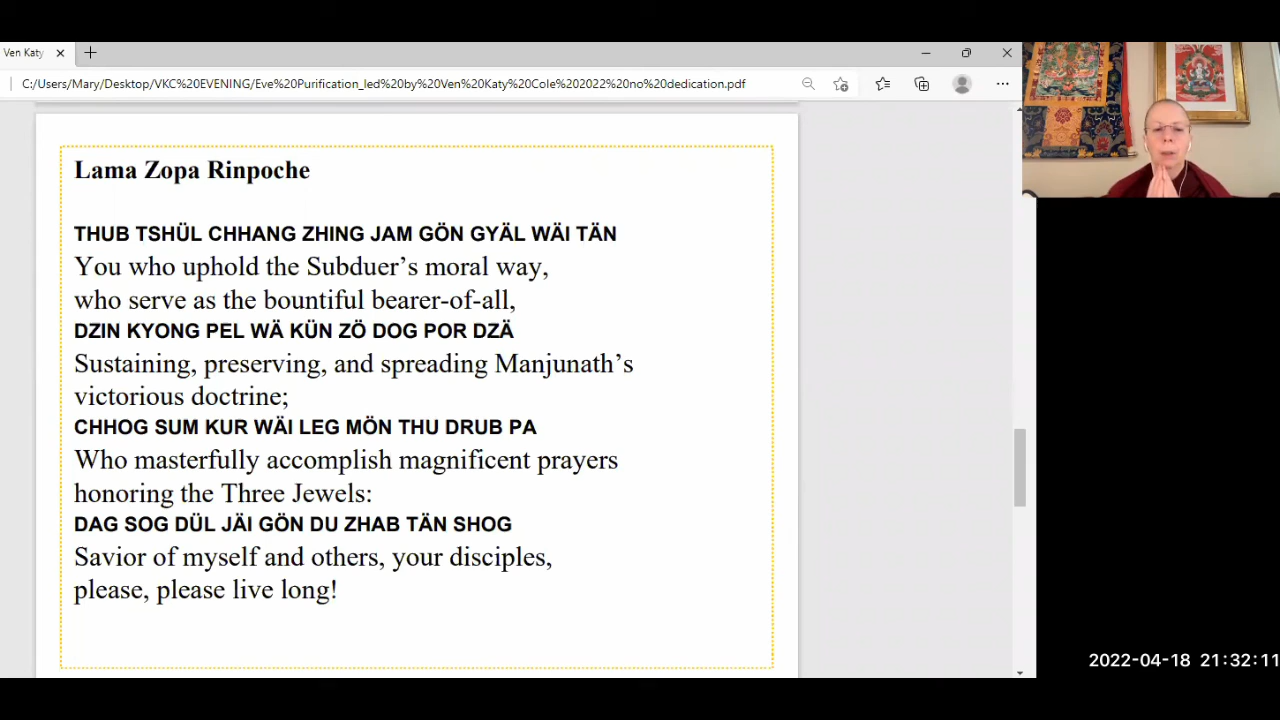 Ven Katy
C:/Users/Mary/Desktop/VKC%20EVENING/Eve%20Purification_led%20by%20Ven%20Katy%20Cole%202022%20no%20dedication.pdf
Lama Zopa Rinpoche
THUB TSHÜL CHHANG ZHING JAM GÖN GYÄL WÄI TÄN
You who uphold the Subduer’s moral way,
who serve as the bountiful bearer-of-all,
DZIN KYONG PEL WÄ KÜN ZÖ DOG POR DZÄ
Sustaining, preserving, and spreading Manjunath’s
victorious doctrine;
CHHOG SUM KUR WÄI LEG MÖN THU DRUB PA
Who masterfully accomplish magnificent prayers
honoring the Three Jewels:
DAG SOG DÜL JÄI GÖN DU ZHAB TÄN SHOG
Savior of myself and others, your disciples,
please, please live long!
2022-04-18 21:32:11